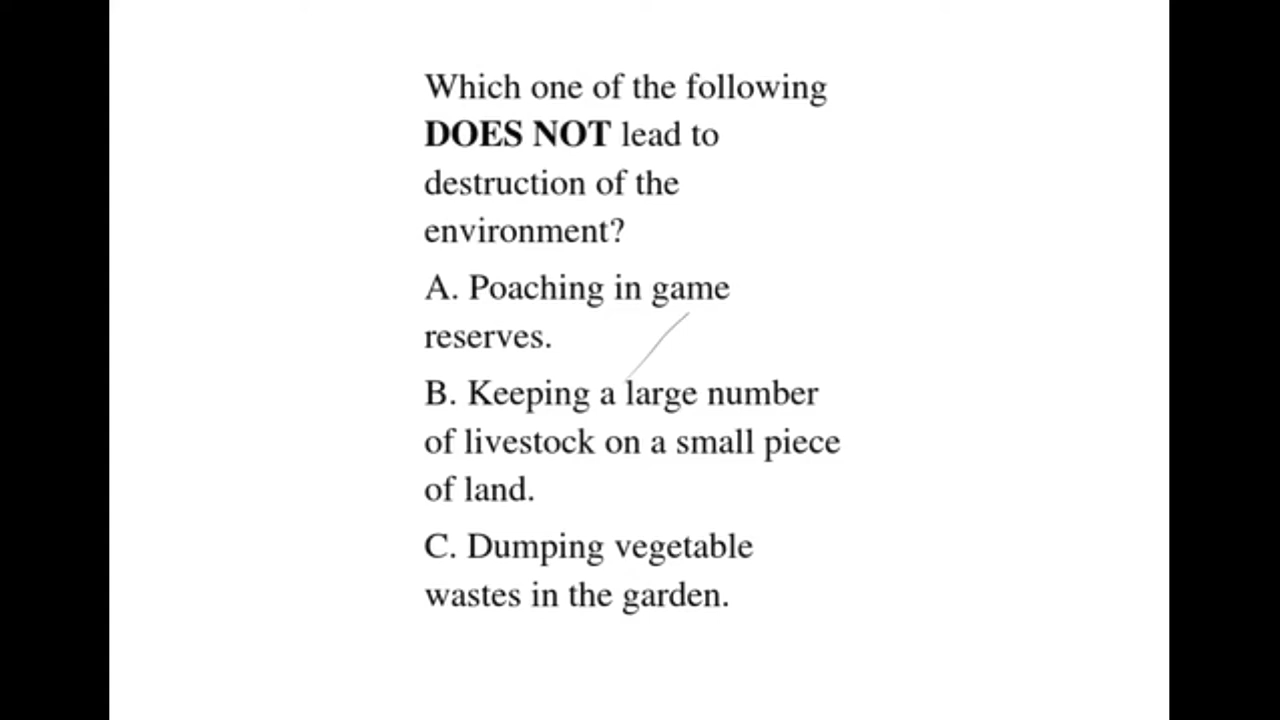 Which one of the following
DOES NOT lead to
destruction of the
environment?
A. Poaching in game
reserves.
B. Keeping a large number
of livestock on a small piece
of land.
C. Dumping vegetable
wastes in the garden.